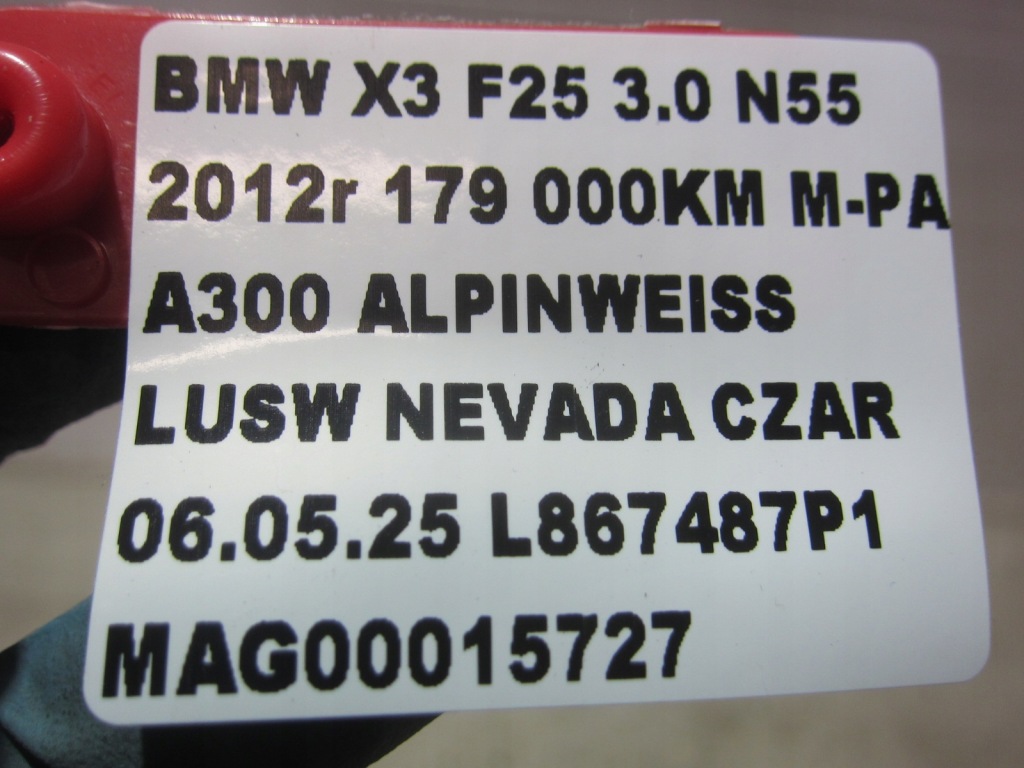 BMW X3 F25 3.0 N55
2012r 179 000KM M-PA
A300 ALPINWEISS
LUSW NEVADA CZAR
06.05.25 L867487P1
MAG00015727